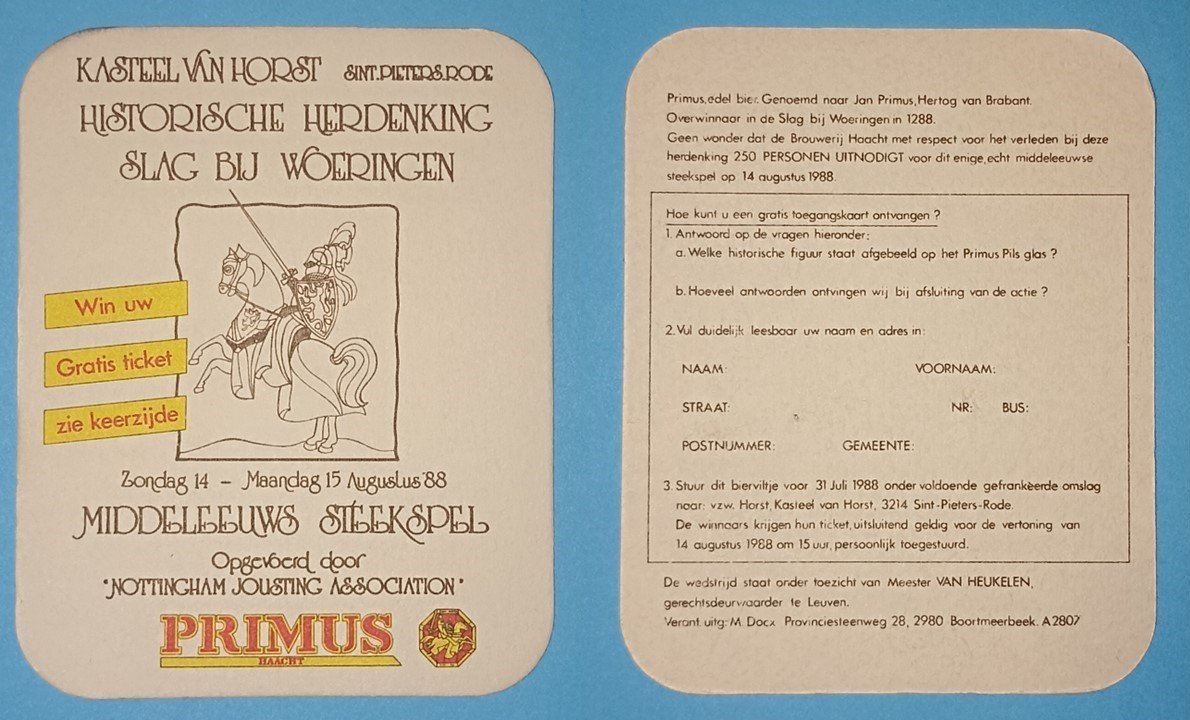 KASTEEL VAN HORST SINT.PIETERS.RODE
HISTORISCHE HERDENKING
SLAG BIJ WOERINGEN
Win uw
Gratis ticket
zie keerzijde
Zondag 14 - Maandag 15 Augustus '88
MIDDELEEUWS STEEKSPEL
Opgevoerd door
"NOTTINGHAM JOUSTING ASSOCIATION"
PRIMUS
HAACHT
Primus, edel bier. Genoemd naar Jan Primus, Hertog van Brabant.
Overwinnaar in de Slag bij Woeringen in 1288.
Geen wonder dat de Brouwerij Haacht met respect voor het verleden bij deze
herdenking 250 PERSONEN UITNODIGT voor dit enige, echt middeleeuwse
steekspel op 14 augustus 1988.
Hoe kunt u een gratis toegangskaart ontvangen ?
1. Antwoord op de vragen hieronder:
a. Welke historische figuur staat afgebeeld op het Primus Pils glas ?
b. Hoeveel antwoorden ontvingen wij bij afsluiting van de actie ?
2. Vul duidelijk leesbaar uw naam en adres in:
NAAM: VOORNAAM:
STRAAT: NR: BUS:
POSTNUMMER: GEMEENTE:
3. Stuur dit bierviltje voor 31 Juli 1988 onder voldoende gefrankeerde omslag
naar: vzw. Horst, Kasteel van Horst, 3214 Sint-Pieters-Rode.
De winnaars krijgen hun ticket, uitsluitend geldig voor de vertoning van
14 augustus 1988 om 15 uur, persoonlijk toegestuurd.
De wedstrijd staat onder toezicht van Meester VAN HEUKELEN,
gerechtsdeurwaarder te Leuven.
Verant. uitg: M. Docx Provinciesteenweg 28, 2980 Boortmeerbeek. A2807